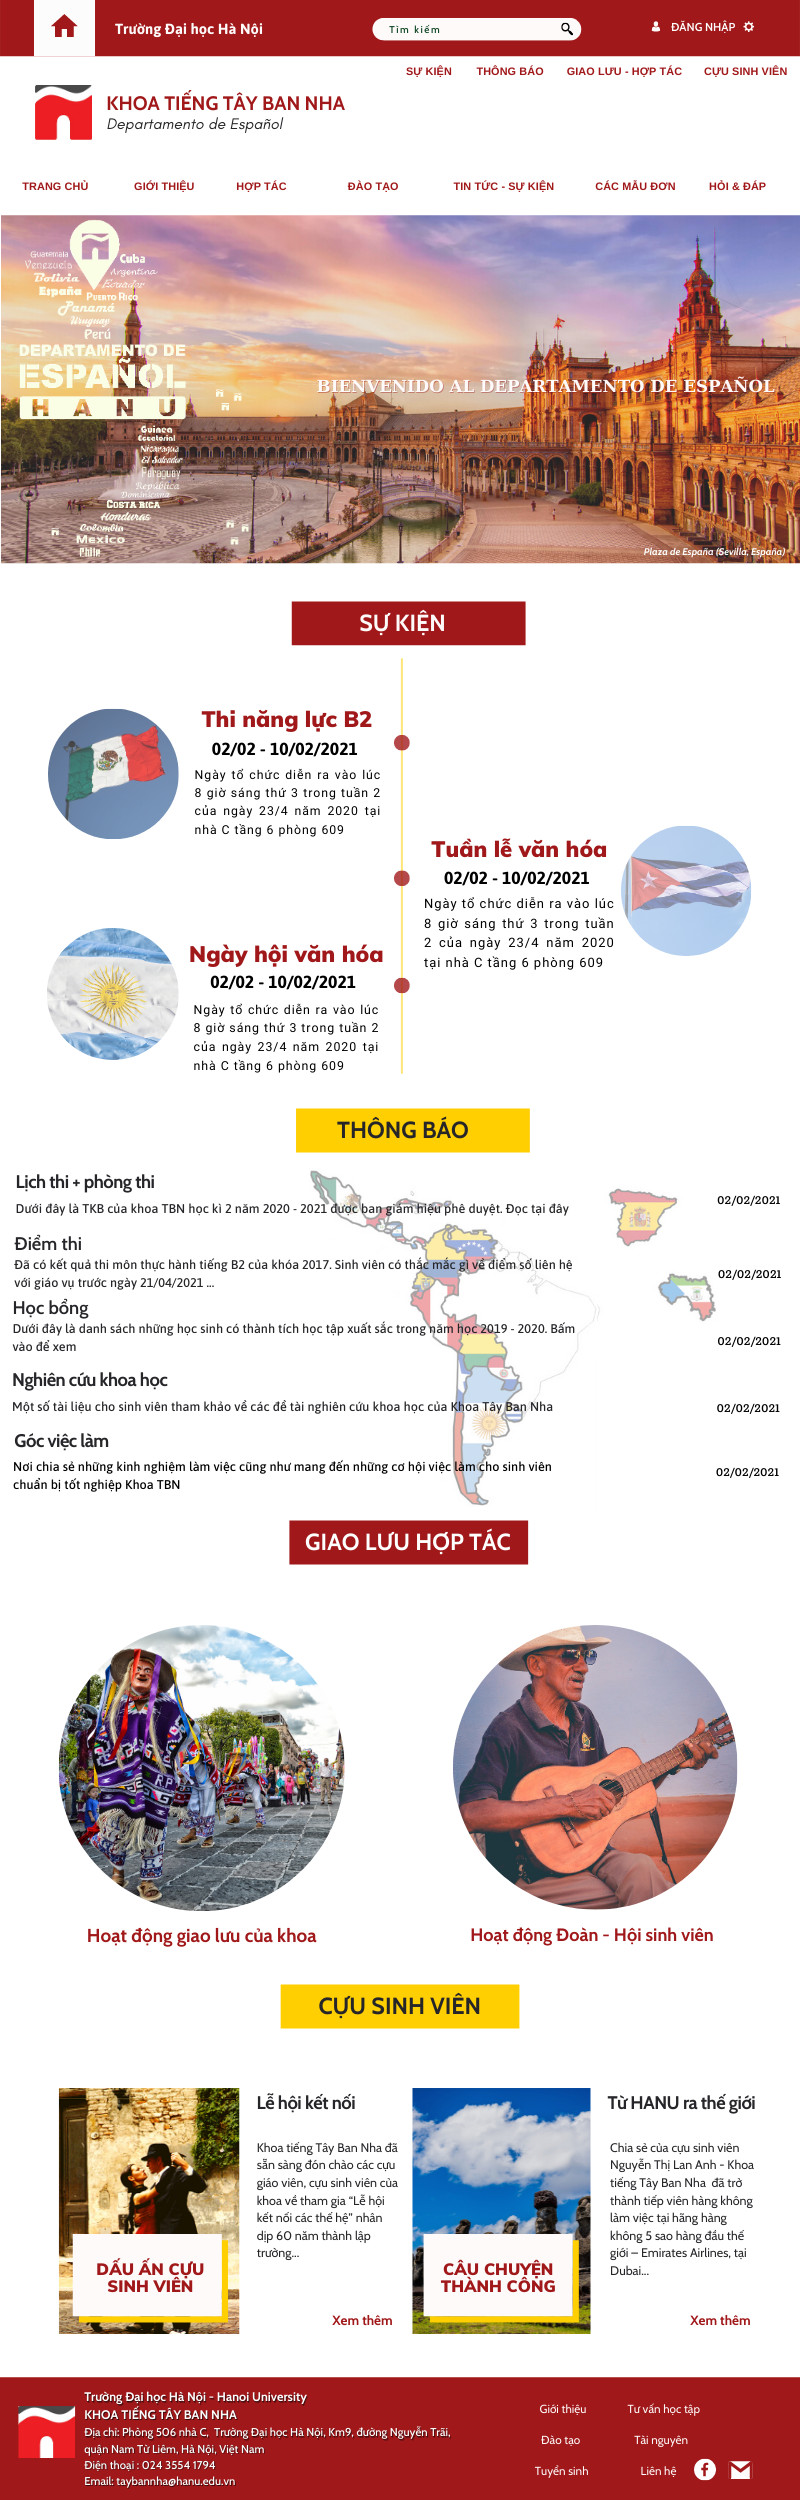 Trường Đại học Hà Nội
Tìm kiếm
ĐĂNG NHẬP
SỰ KIỆN
THÔNG BÁO
GIAO LƯU - HỢP TÁC
CỰU SINH VIÊN
KHOA TIẾNG TÂY BAN NHA
Departamento de Español
TRANG CHỦ
GIỚI THIỆU
HỢP TÁC
ĐÀO TẠO
TIN TỨC - SỰ KIỆN
CÁC MẪU ĐƠN
HỎI & ĐÁP
Guatemala
Cuba
Venezuela
Argentina
Bolivia
Ecuador
España
Puerto Rico
Panamá
Uruguay
Perú
DEPARTAMENTO DE
ESPAÑOL
HANU
BIENVENIDO AL DEPARTAMENTO DE ESPAÑOL
Guinea
Ecuatorial
Nicaragua
El Salvador
Paraguay
República
Dominicana
Costa Rica
Honduras
Colombia
Mexico
Chile
Plaza de España (Sevilla, España)
SỰ KIỆN
Thi năng lực B2
02/02 - 10/02/2021
Ngày tổ chức diễn ra vào lúc
8 giờ sáng thứ 3 trong tuần 2
của ngày 23/4 năm 2020 tại
nhà C tầng 6 phòng 609
Tuần lễ văn hóa
02/02 - 10/02/2021
Ngày tổ chức diễn ra vào lúc
8 giờ sáng thứ 3 trong tuần
2 của ngày 23/4 năm 2020
tại nhà C tầng 6 phòng 609
Ngày hội văn hóa
02/02 - 10/02/2021
Ngày tổ chức diễn ra vào lúc
8 giờ sáng thứ 3 trong tuần 2
của ngày 23/4 năm 2020 tại
nhà C tầng 6 phòng 609
THÔNG BÁO
Lịch thi + phòng thi
Dưới đây là TKB của khoa TBN học kì 2 năm 2020 - 2021 được ban giám hiệu phê duyệt. Đọc tại đây
02/02/2021
Điểm thi
Đã có kết quả thi môn thực hành tiếng B2 của khóa 2017. Sinh viên có thắc mắc gì về điểm số liên hệ
với giáo vụ trước ngày 21/04/2021 ...
02/02/2021
Học bổng
Dưới đây là danh sách những học sinh có thành tích học tập xuất sắc trong năm học 2019 - 2020. Bấm
vào để xem
02/02/2021
Nghiên cứu khoa học
Một số tài liệu cho sinh viên tham khảo về các đề tài nghiên cứu khoa học của Khoa Tây Ban Nha
02/02/2021
Góc việc làm
Nơi chia sẻ những kinh nghiệm làm việc cũng như mang đến những cơ hội việc làm cho sinh viên
chuẩn bị tốt nghiệp Khoa TBN
02/02/2021
GIAO LƯU HỢP TÁC
RPL
Hoạt động giao lưu của khoa
Hoạt động Đoàn - Hội sinh viên
CỰU SINH VIÊN
Lễ hội kết nối
Khoa tiếng Tây Ban Nha đã
sẵn sàng đón chào các cựu
giáo viên, cựu sinh viên của
khoa về tham gia “Lễ hội
kết nối các thế hệ" nhân
dịp 60 năm thành lập
trường...
DẤU ẤN CỰU
SINH VIÊN
Xem thêm
Từ HANU ra thế giới
Chia sẻ của cựu sinh viên
Nguyễn Thị Lan Anh - Khoa
tiếng Tây Ban Nha đã trở
thành tiếp viên hàng không
làm việc tại hãng hàng
không 5 sao hàng đầu thế
giới – Emirates Airlines, tại
Dubai...
CÂU CHUYỆN
THÀNH CÔNG
Xem thêm
Trường Đại học Hà Nội - Hanoi University
KHOA TIẾNG TÂY BAN NHA
Địa chỉ: Phòng 506 nhà C, Trường Đại học Hà Nội, Km9, đường Nguyễn Trãi,
quận Nam Từ Liêm, Hà Nội, Việt Nam
Điện thoại : 024 3554 1794
Email: taybannha@hanu.edu.vn
Giới thiệu
Tư vấn học tập
Đào tạo
Tài nguyên
Tuyển sinh
Liên hệ